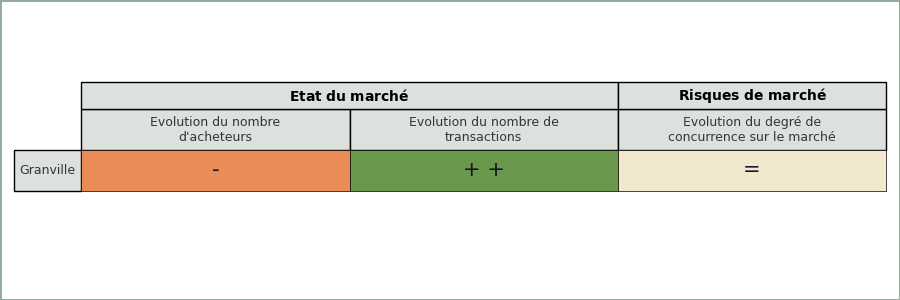 Etat du marché
Risques de marché
Evolution du nombre
d'acheteurs
Evolution du nombre de
transactions
Evolution du degré de
concurrence sur le marché
Granville
-
+ +
=